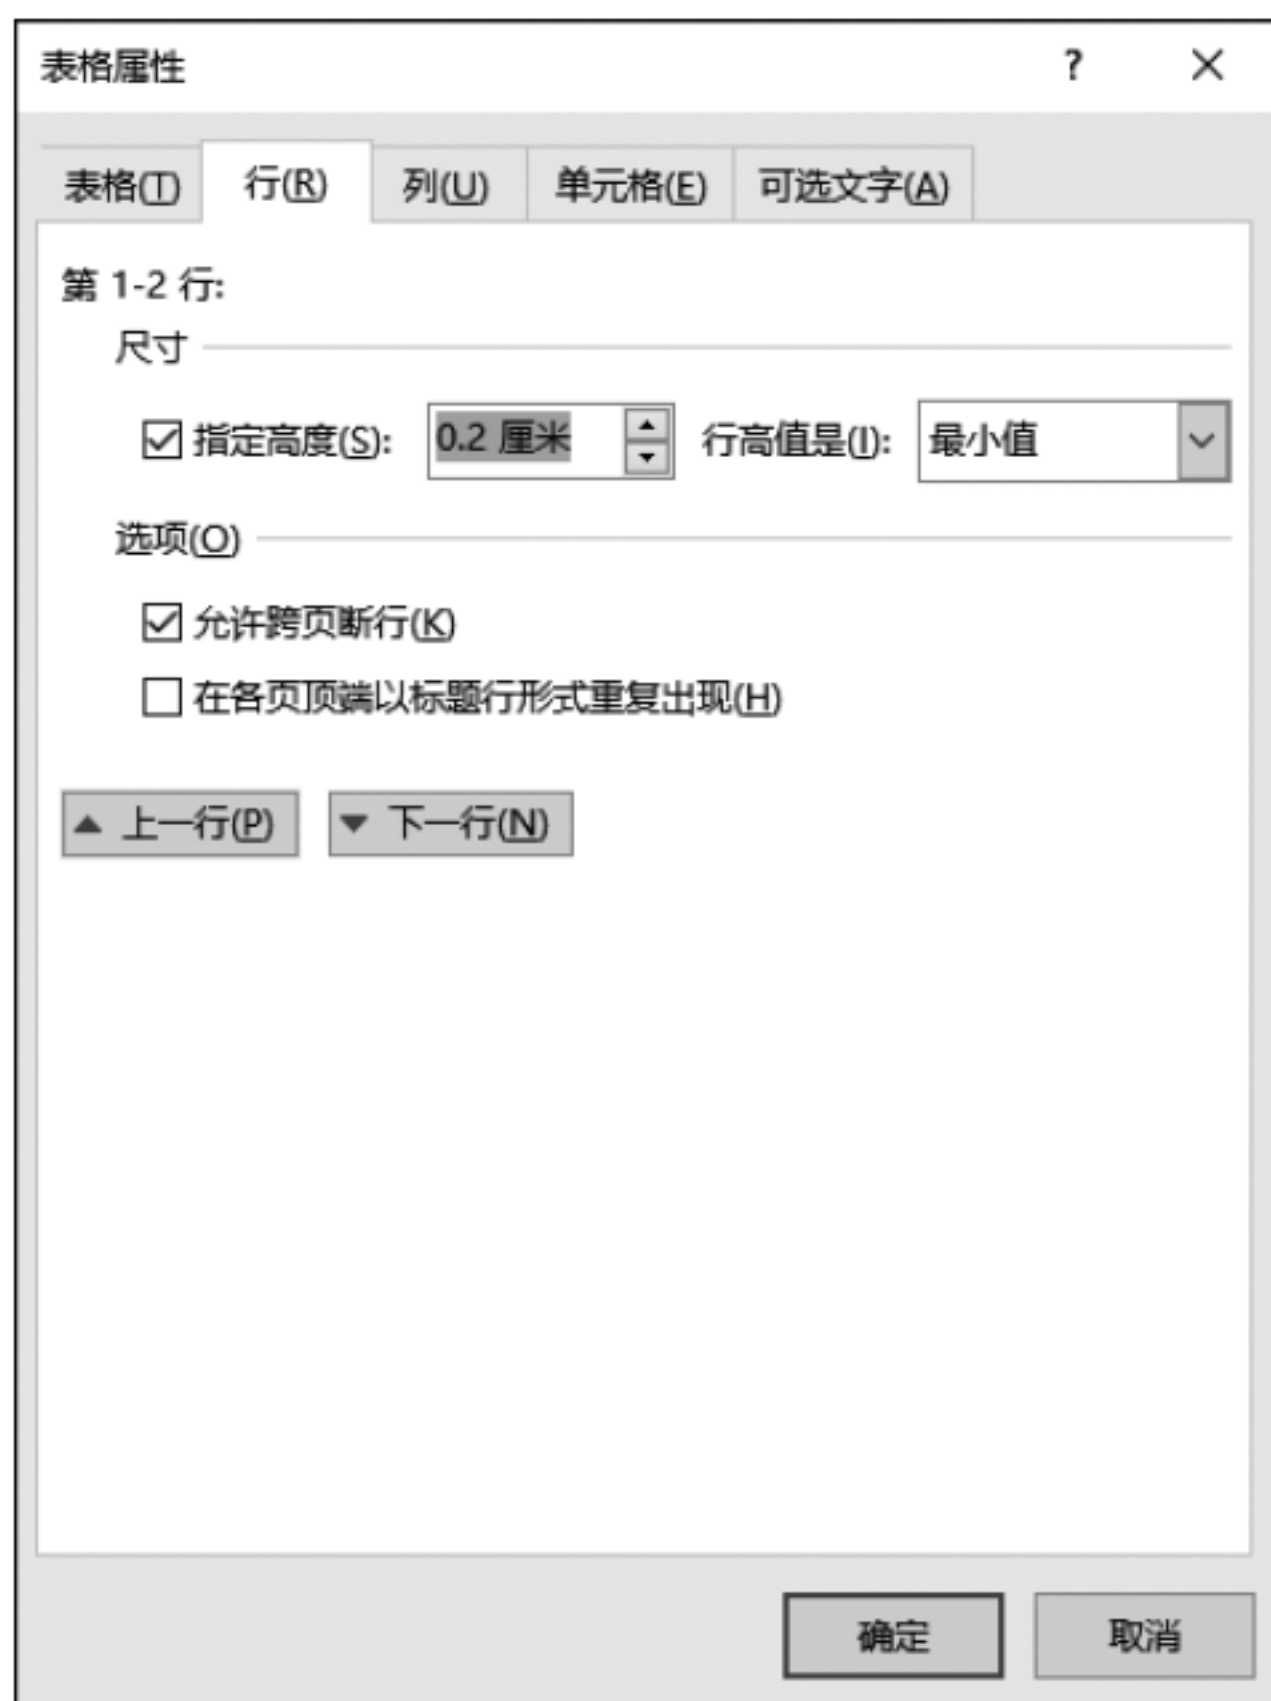 表格属性 ? ×
表格(T) 行(R) 列(U) 单元格(E) 可选文字(A)
第 1-2 行:
尺寸
指定高度(S): 0.2 厘米 行高值是(I): 最小值
选项(O)
允许跨页断行(K)
在各页顶端以标题行形式重复出现(H)
上一行(P) 下一行(N)
确定 取消